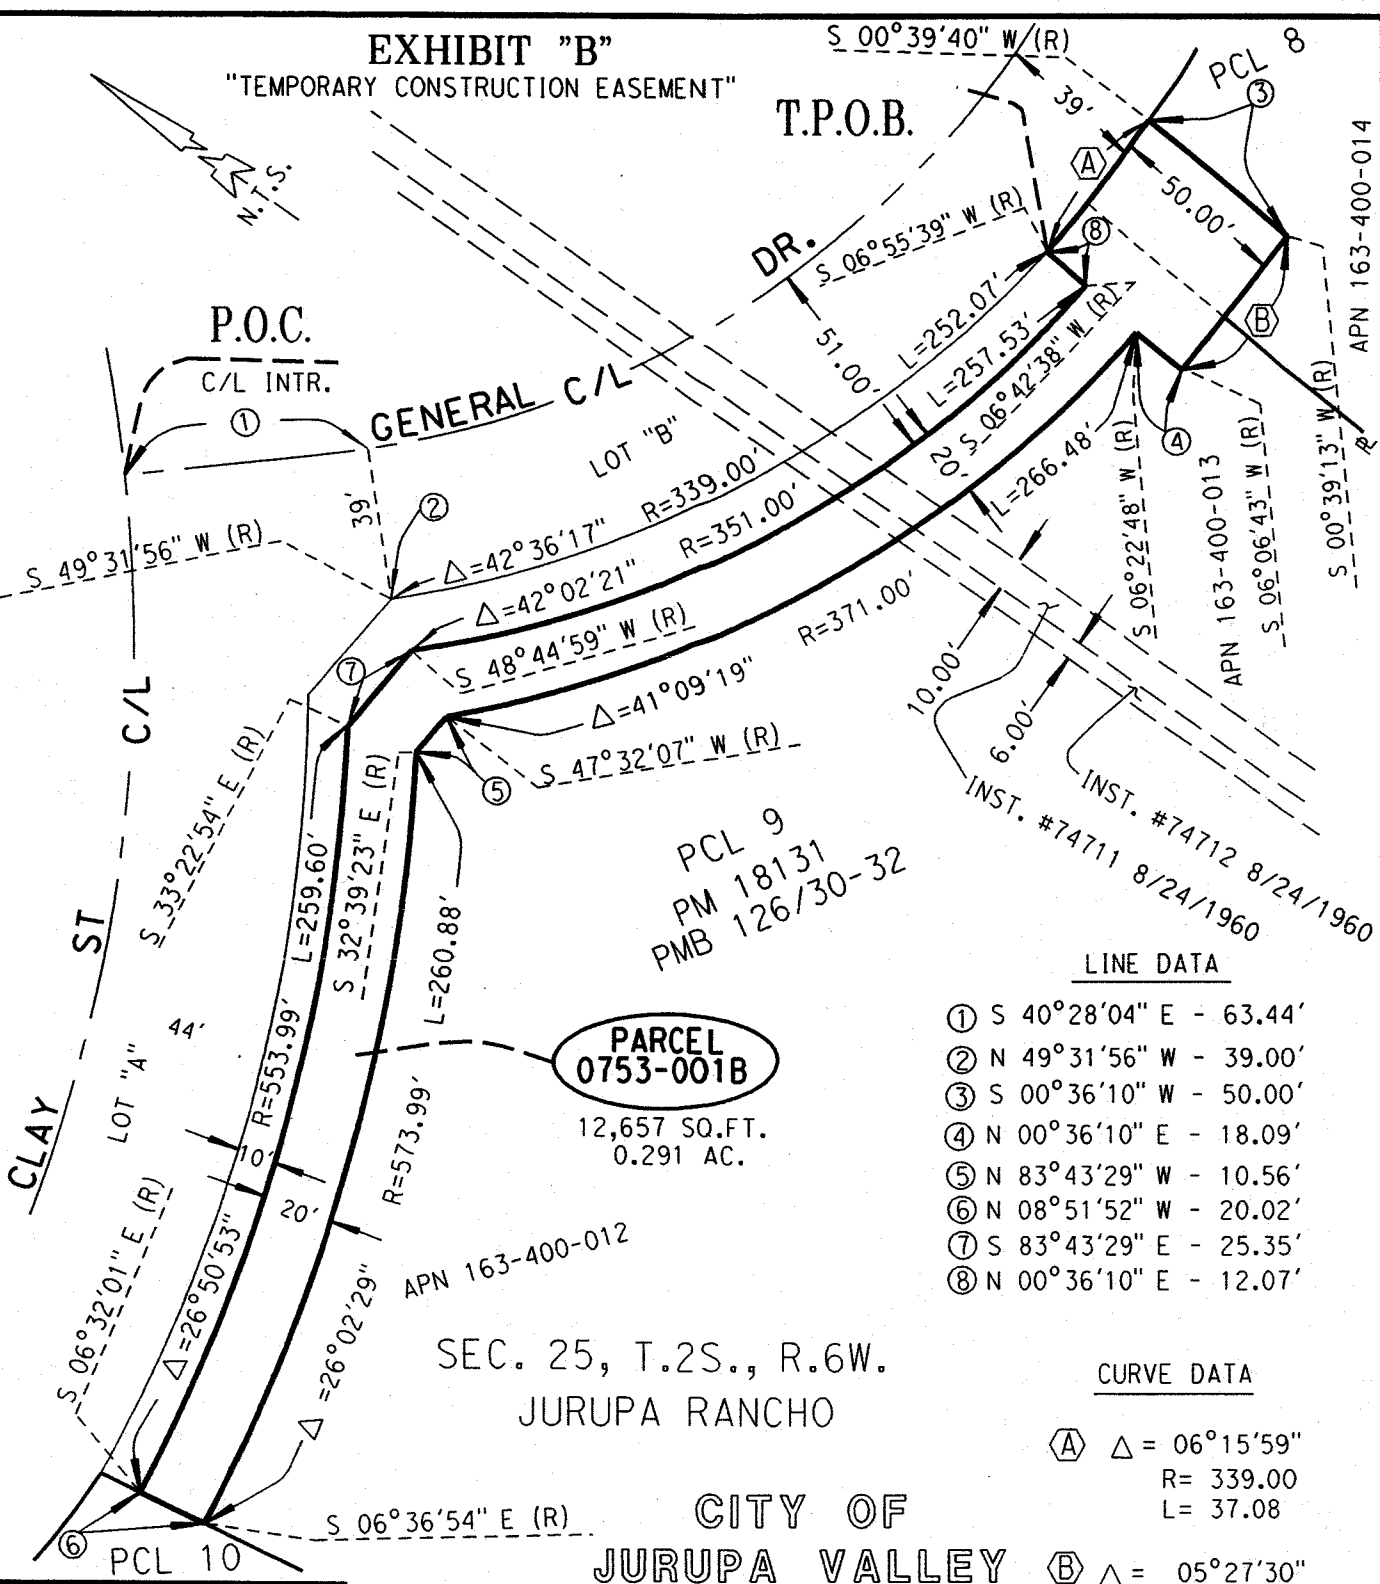 EXHIBIT "B"
"TEMPORARY CONSTRUCTION EASEMENT"
S 00°39'40" W (R)
PCL 8
③
N.T.S.
T.P.O.B.
39'
A
50.00'
APN 163-400-014
DR.
S 06°55'39" W (R)
⑧
B
P.O.C.
C/L INTR.
①
GENERAL C/L
51.00'
L=252.07'
L=257.53'
S 06°42'38" W (R)
LOT "B"
20'
L=266.48'
④
S 06°22'48" W (R)
APN 163-400-013
S 06°06'43" W (R)
S 00°39'13" W (R)
PL
39'
②
S 49°31'56" W (R)
△=42°36'17"
R=339.00'
△=42°02'21"
R=351.00'
R=371.00'
S 48°44'59" W (R)
△=41°09'19"
S 47°32'07" W (R)
⑦
⑤
10.00'
6.00'
INST. #74712 8/24/1960
INST. #74711 8/24/1960
C/L
ST
CLAY
S 33°22'54" E (R)
L=259.60'
S 32°39'23" E (R)
L=260.88'
PCL 9
PM 18131
PMB 126/30-32
44'
LOT "A"
R=553.99'
R=573.99'
10'
20'
PARCEL
0753-001B
12,657 SQ.FT.
0.291 AC.
LINE DATA
① S 40°28'04" E - 63.44'
② N 49°31'56" W - 39.00'
③ S 00°36'10" W - 50.00'
④ N 00°36'10" E - 18.09'
⑤ N 83°43'29" W - 10.56'
⑥ N 08°51'52" W - 20.02'
⑦ S 83°43'29" E - 25.35'
⑧ N 00°36'10" E - 12.07'
S 06°32'01" E (R)
△=26°50'53"
△ =26°02'29"
APN 163-400-012
SEC. 25, T.2S., R.6W.
JURUPA RANCHO
CURVE DATA
A △ = 06°15'59"
R= 339.00
L= 37.08
S 06°36'54" E (R)
⑥
PCL 10
CITY OF
JURUPA VALLEY
B △ = 05°27'30"